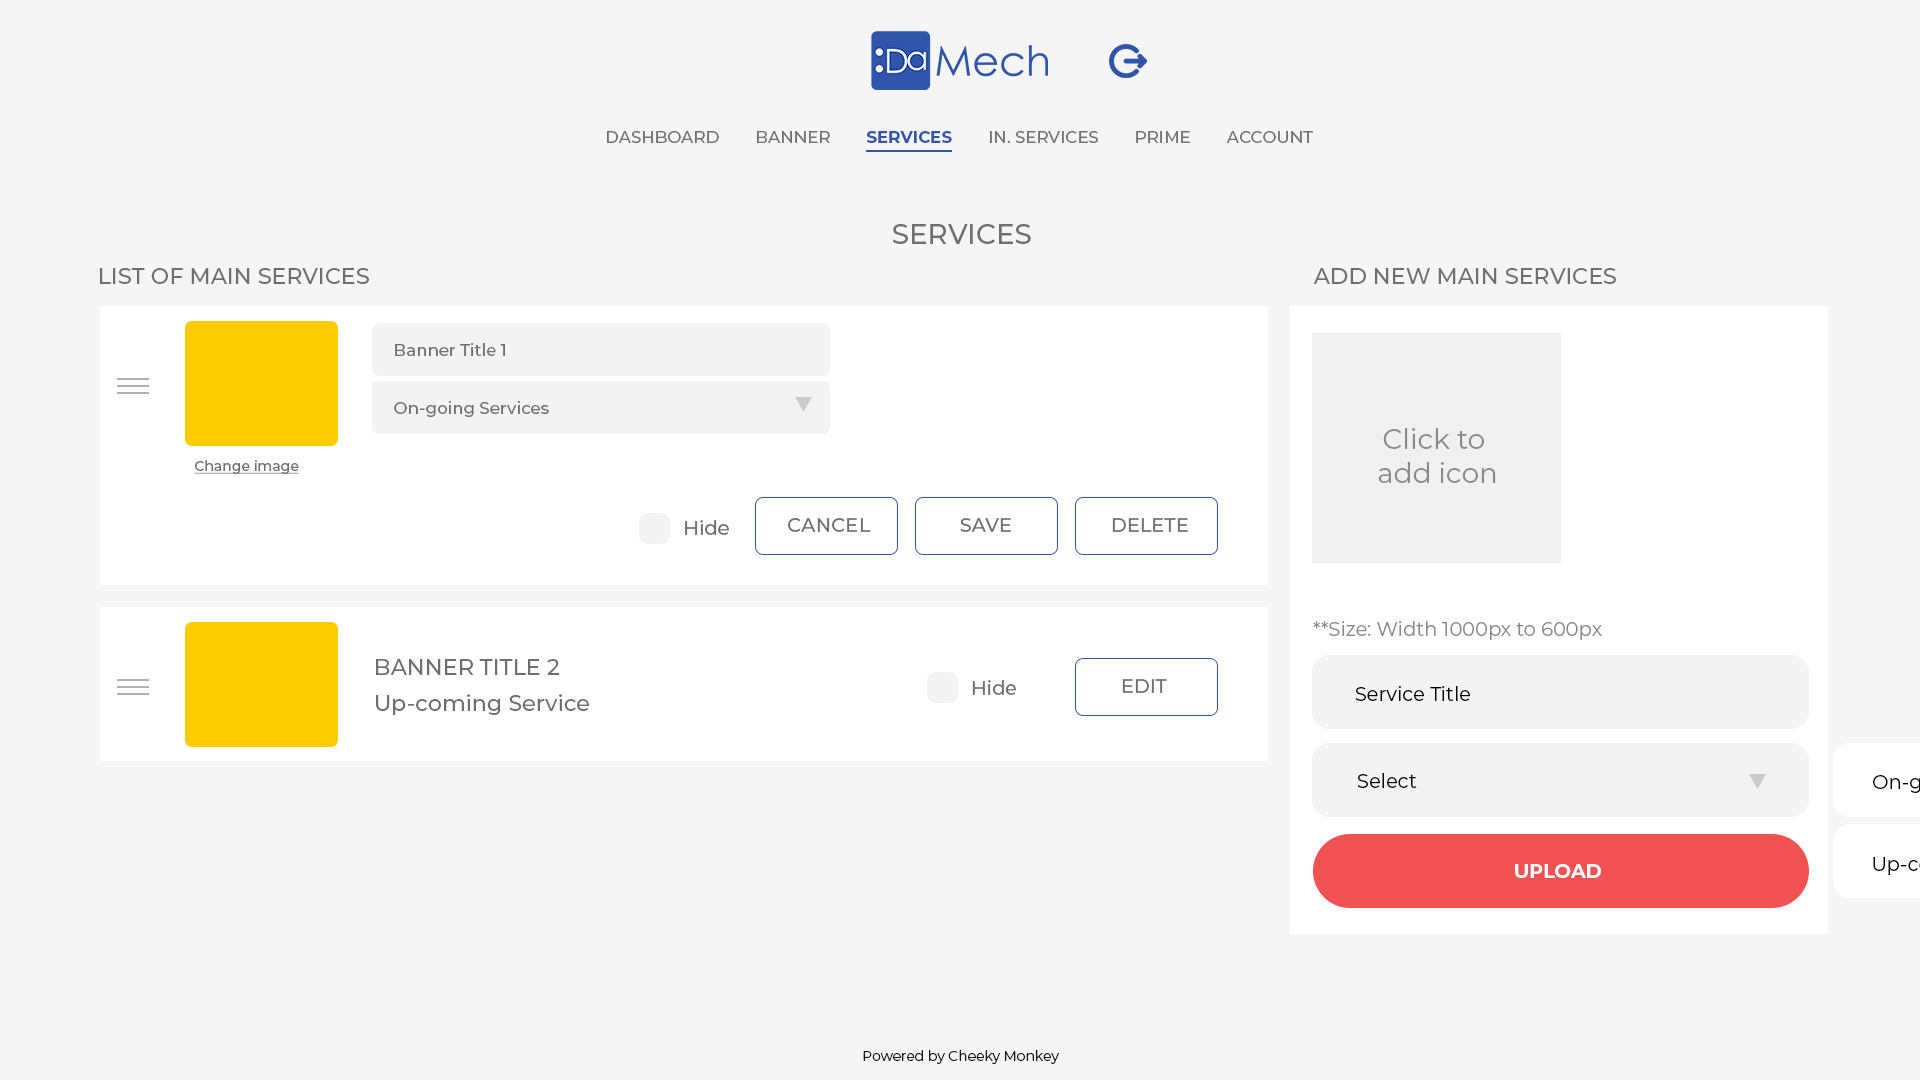 :Da Mech
DASHBOARD BANNER SERVICES IN. SERVICES PRIME ACCOUNT
SERVICES
LIST OF MAIN SERVICES
Banner Title 1
On-going Services
Change image
Hide CANCEL SAVE DELETE
BANNER TITLE 2
Up-coming Service
Hide EDIT
ADD NEW MAIN SERVICES
Click to
add icon
**Size: Width 1000px to 600px
Service Title
Select
On-g
UPLOAD
Up-c
Powered by Cheeky Monkey